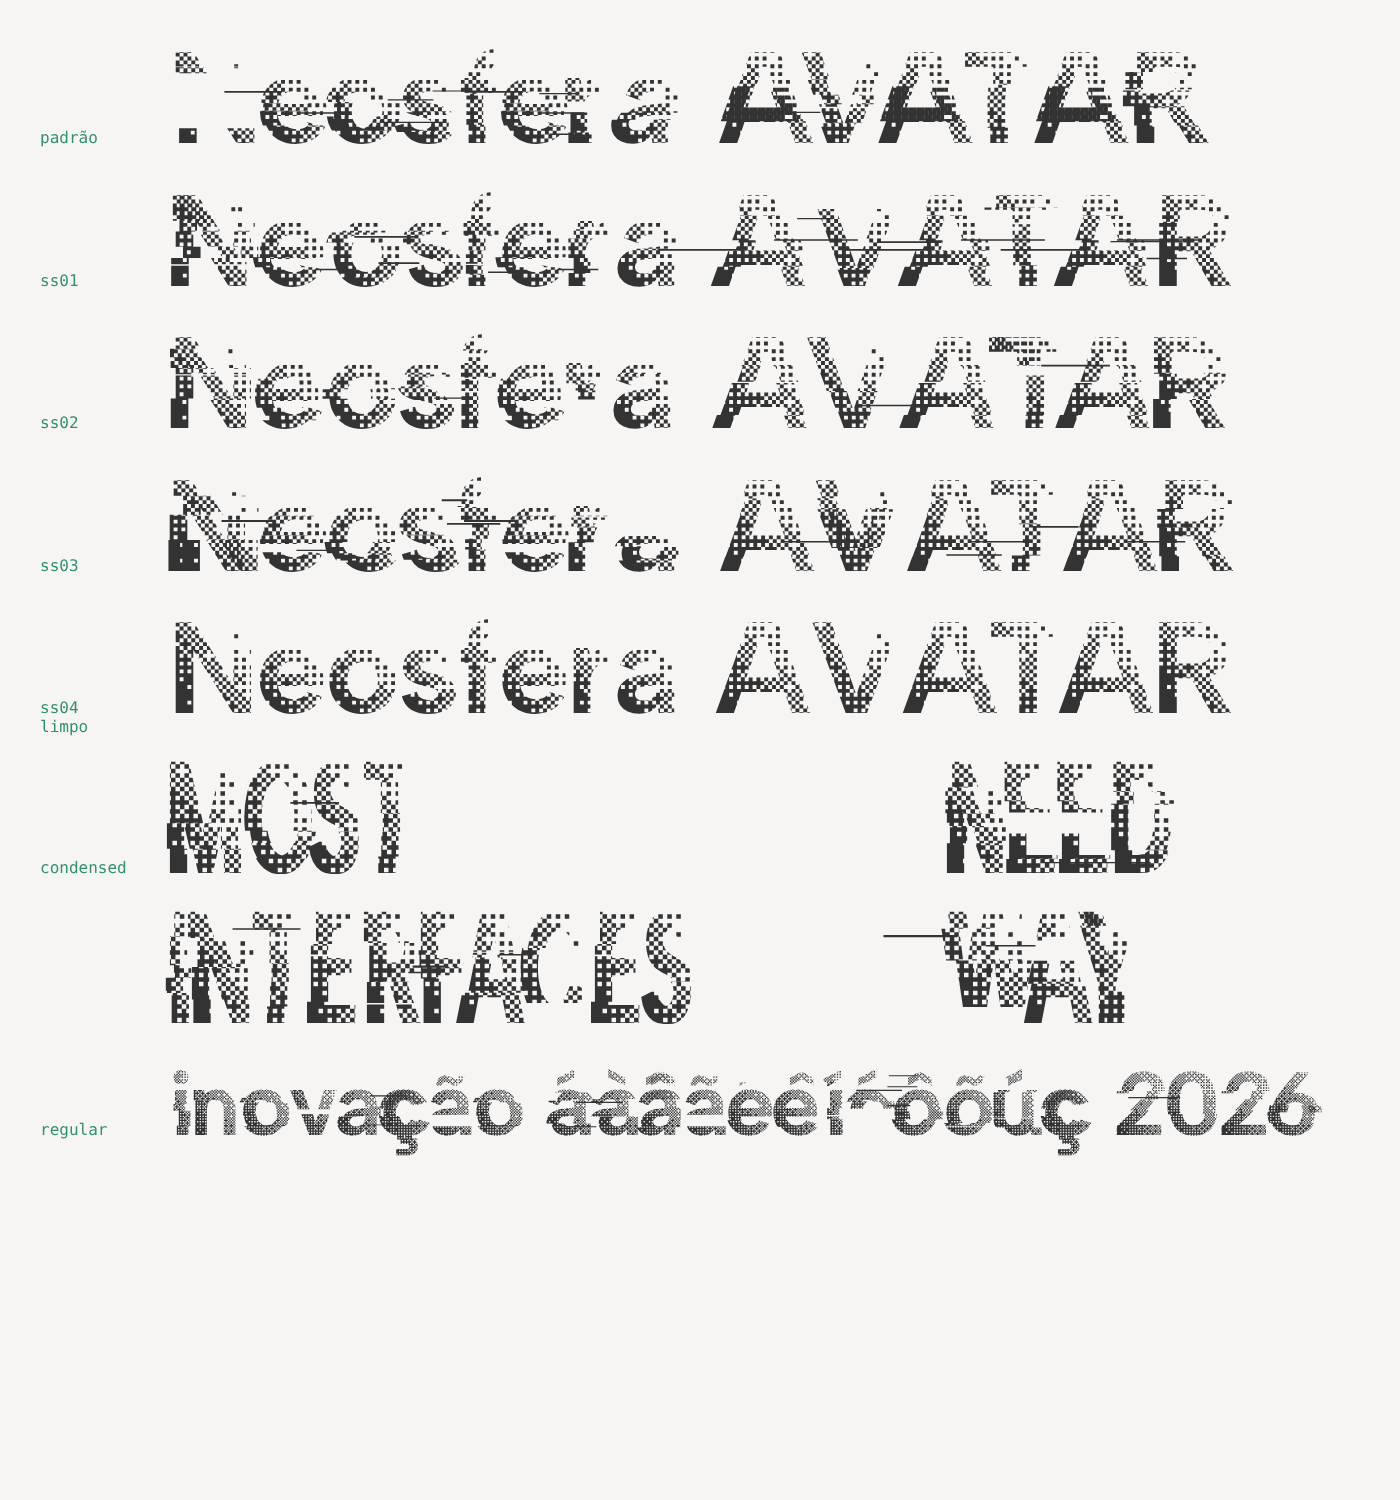 padrão Neosfera AVATAR
ss01 Neosfera AVATAR
ss02 Neosfera AVATAR
ss03 Neosfera AVATAR
ss04 Neosfera AVATAR
limpo
condensed MOST NEED
INTERFACES WAY
regular inovação áàâãéêíóôõúç 2026